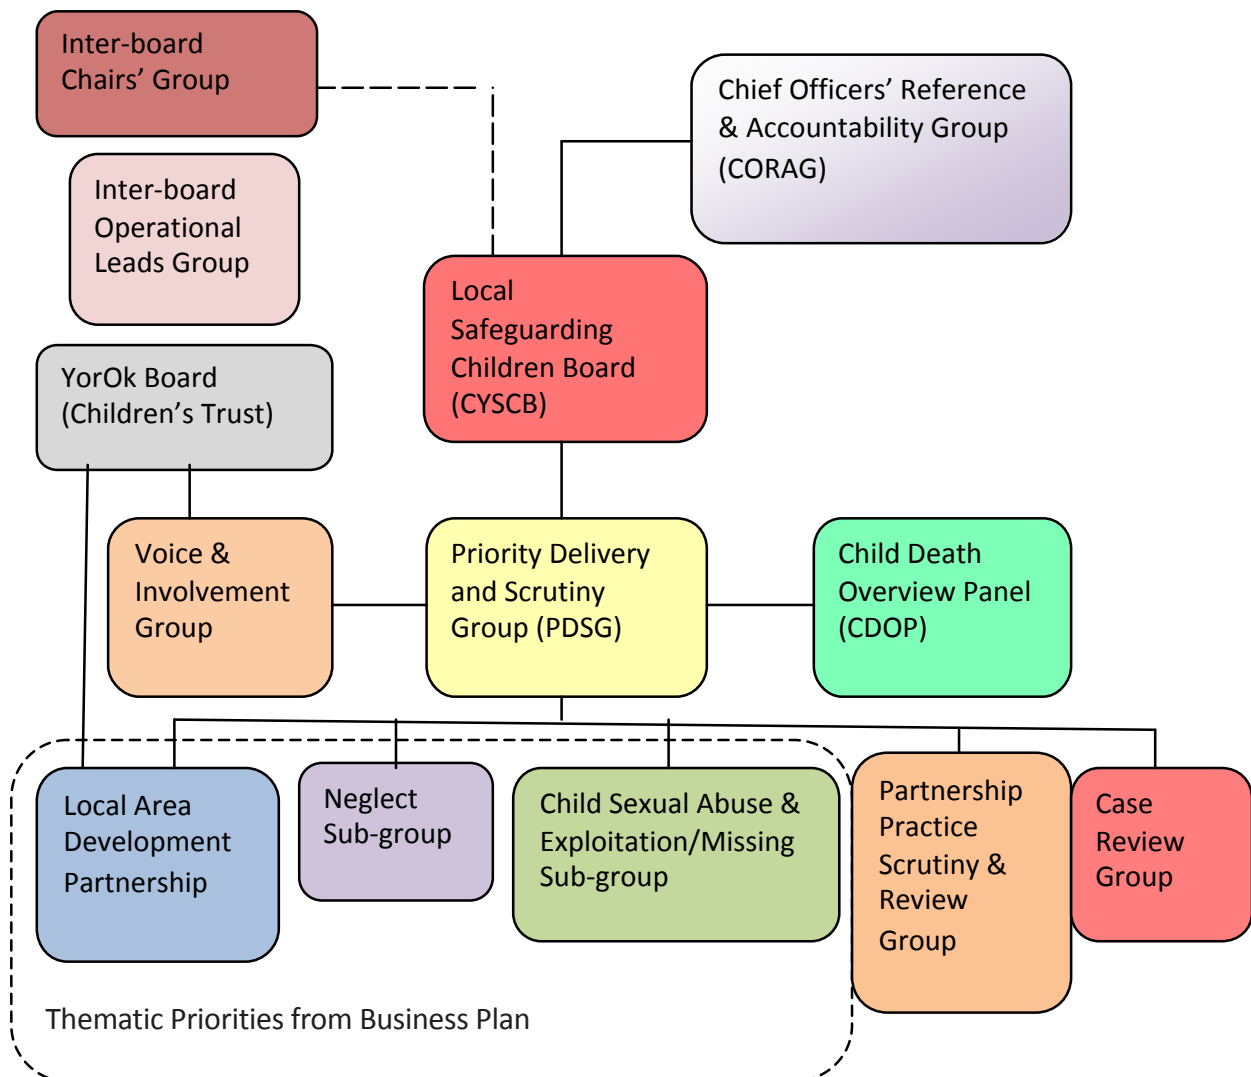 Inter-board
Chairs’ Group
Chief Officers’ Reference
& Accountability Group
(CORAG)
Inter-board
Operational
Leads Group
Local
Safeguarding
Children Board
(CYSCB)
YorOk Board
(Children’s Trust)
Voice &
Involvement
Group
Priority Delivery
and Scrutiny
Group (PDSG)
Child Death
Overview Panel
(CDOP)
Local Area
Development
Partnership
Neglect
Sub-group
Child Sexual Abuse &
Exploitation/Missing
Sub-group
Partnership
Practice
Scrutiny &
Review
Group
Case
Review
Group
Thematic Priorities from Business Plan